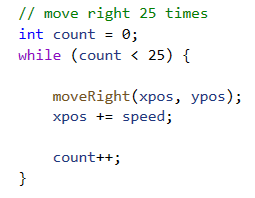 // move right 25 times
int count = 0;
while (count < 25) {
moveRight(xpos, ypos);
xpos += speed;
count++;
}